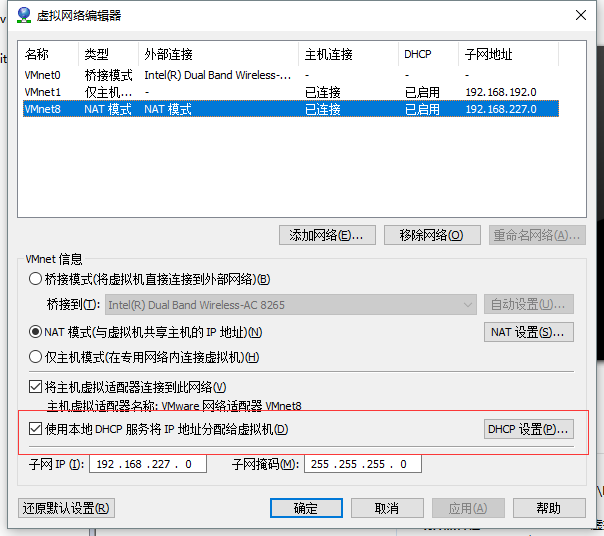 虚拟网络编辑器
名称 类型 外部连接 主机连接 DHCP 子网地址
VMnet0 桥接模式 Intel(R) Dual Band Wireless-... - - -
VMnet1 仅主机... - 已连接 已启用 192.168.192.0
VMnet8 NAT 模式 NAT 模式 已连接 已启用 192.168.227.0
添加网络(E)... 移除网络(O) 重命名网络(A)...
VMnet 信息
桥接模式(将虚拟机直接连接到外部网络)(B)
桥接到(T): Intel(R) Dual Band Wireless-AC 8265 自动设置(U)...
NAT 模式(与虚拟机共享主机的 IP 地址)(N) NAT 设置(S)...
仅主机模式(在专用网络内连接虚拟机)(H)
将主机虚拟适配器连接到此网络(V)
主机虚拟适配器名称: VMware 网络适配器 VMnet8
使用本地 DHCP 服务将 IP 地址分配给虚拟机(D) DHCP 设置(P)...
子网 IP (I): 192 . 168 . 227 . 0 子网掩码(M): 255 . 255 . 255 . 0
还原默认设置(R) 确定 取消 应用(A) 帮助